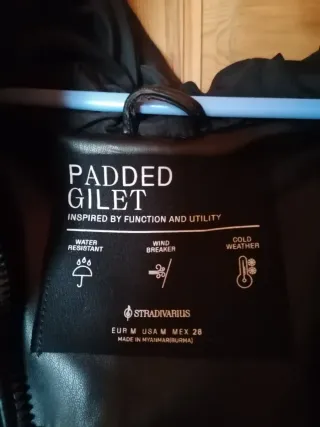 PADDED
GILET
INSPIRED BY FUNCTION AND UTILITY
WATER
RESISTANT
WIND
BREAKER
COLD
WEATHER
STRADIVARIUS
EUR M USA M MEX 28
MADE IN MYANMAR(BURMA)